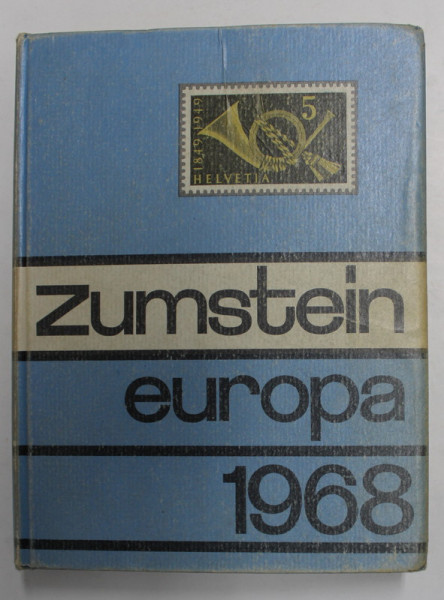 1849-1949
5
HELVETIA
zumstein
europa
1968